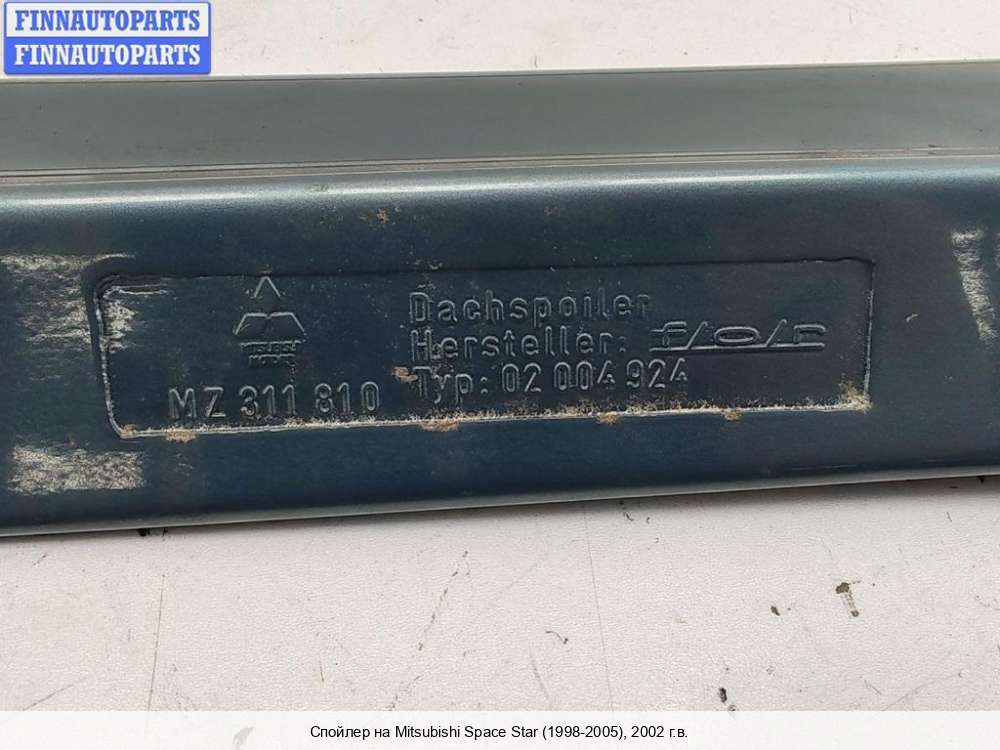 FINNAUTOPARTS
FINNAUTOPARTS
Dachspoiler
Hersteller: f/o/r
MZ 311 810 Typ: 02 004 924
Спойлер на Mitsubishi Space Star (1998-2005), 2002 г.в.